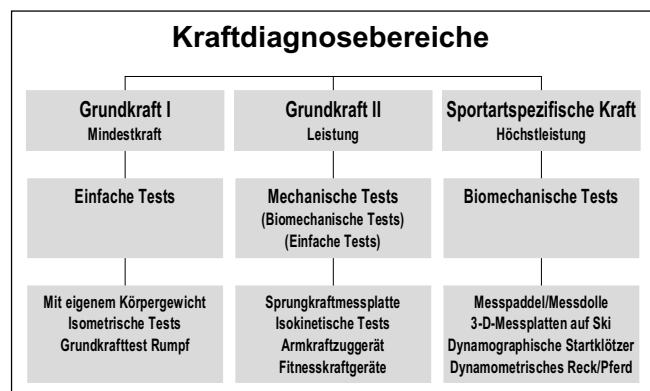 Kraftdiagnosebereiche
Grundkraft I
Mindestkraft
Einfache Tests
Mit eigenem Körpergewicht
Isometrische Tests
Grundkrafttest Rumpf
Grundkraft II
Leistung
Mechanische Tests
(Biomechanische Tests)
(Einfache Tests)
Sprungkraftmessplatte
Isokinetische Tests
Armkraftzuggerät
Fitnesskraftgeräte
Sportartspezifische Kraft
Höchstleistung
Biomechanische Tests
Messpaddel/Messdolle
3-D-Messplatten auf Ski
Dynamographische Startklötzer
Dynamometrisches Reck/Pferd